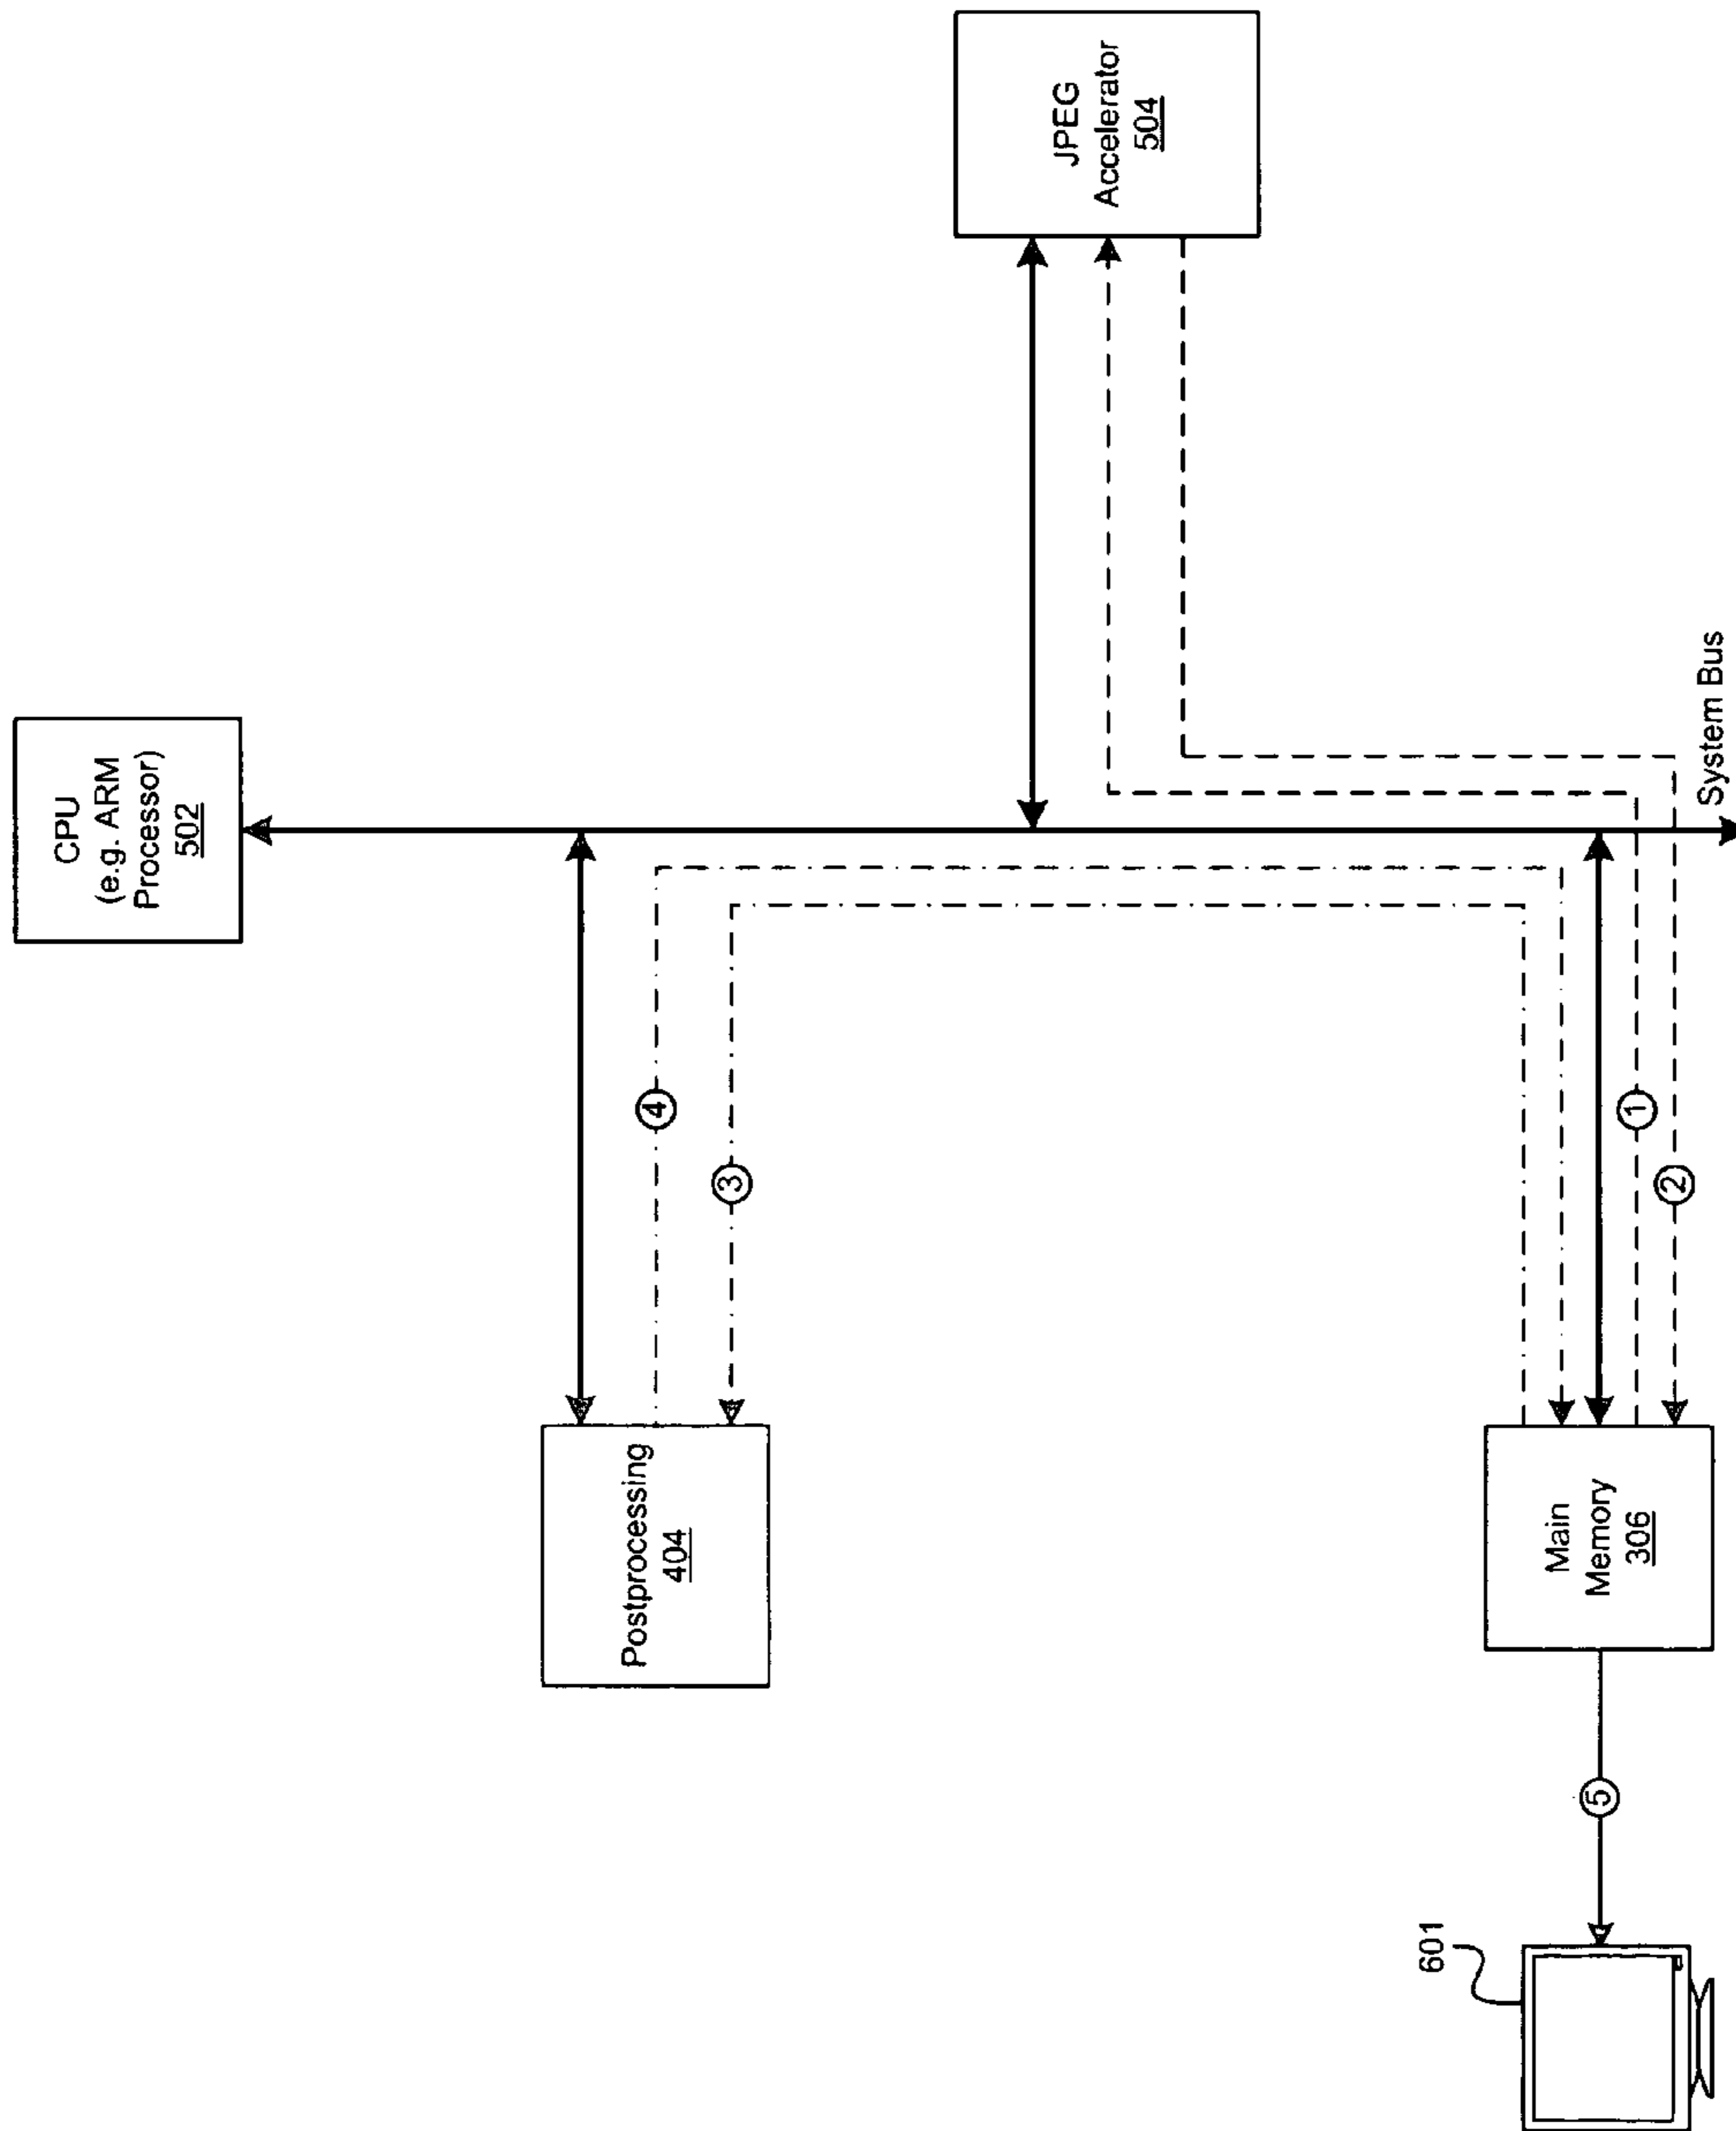 CPU
(e.g. ARM
Processor)
502
JPEG
Accelerator
504
Postprocessing
404
4
3
Main
Memory
306
1
2
System Bus
5
601